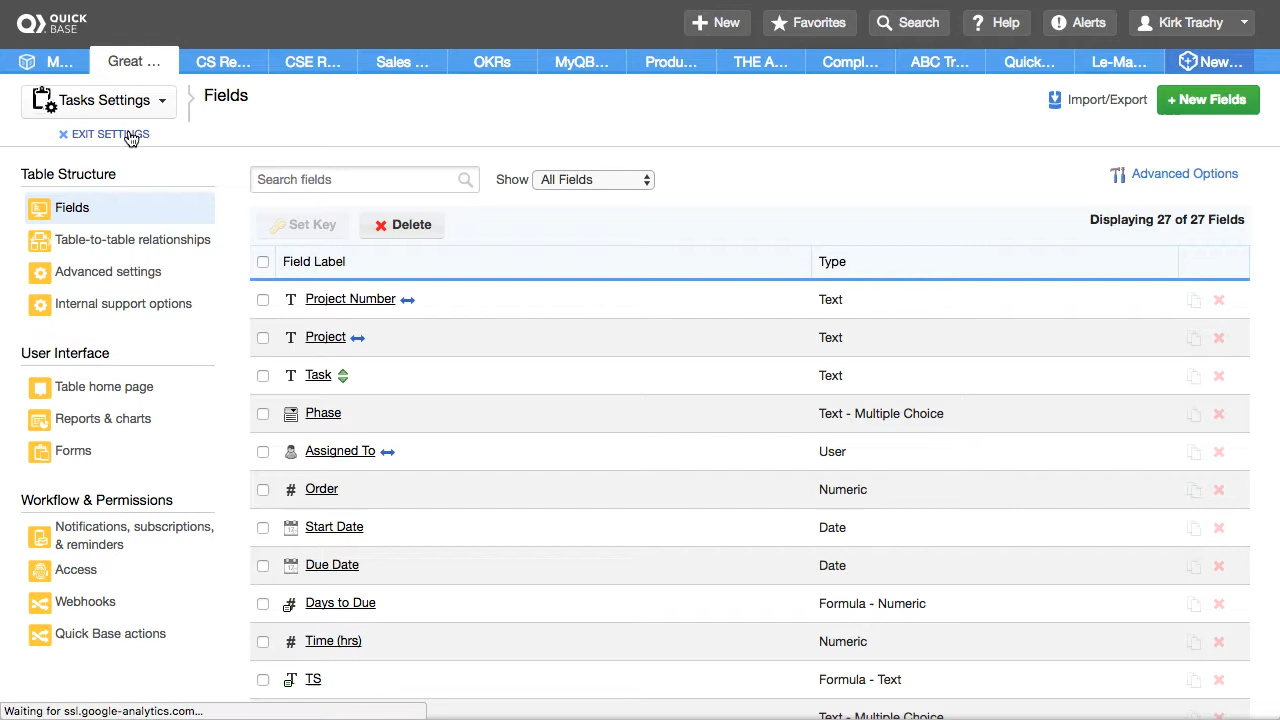 QUICK BASE
New
Favorites
Search
Help
Alerts
Kirk Trachy
M...
Great ...
CS Re...
CSE R...
Sales ...
OKRs
MyQB...
Produ...
THE A...
Compl...
ABC Tr...
Quick...
Le-Ma...
New...
Tasks Settings
Fields
Import/Export
+ New Fields
EXIT SETTINGS
Table Structure
Fields
Table-to-table relationships
Advanced settings
Internal support options
User Interface
Table home page
Reports & charts
Forms
Workflow & Permissions
Notifications, subscriptions,
& reminders
Access
Webhooks
Quick Base actions
Search fields
Show
All Fields
Advanced Options
Set Key
Delete
Displaying 27 of 27 Fields
Field Label Type
Project Number Text
Project Text
Task Text
Phase Text - Multiple Choice
Assigned To User
Order Numeric
Start Date Date
Due Date Date
Days to Due Formula - Numeric
Time (hrs) Numeric
TS Formula - Text
Text - Multiple Choice
Waiting for ssl.google-analytics.com...